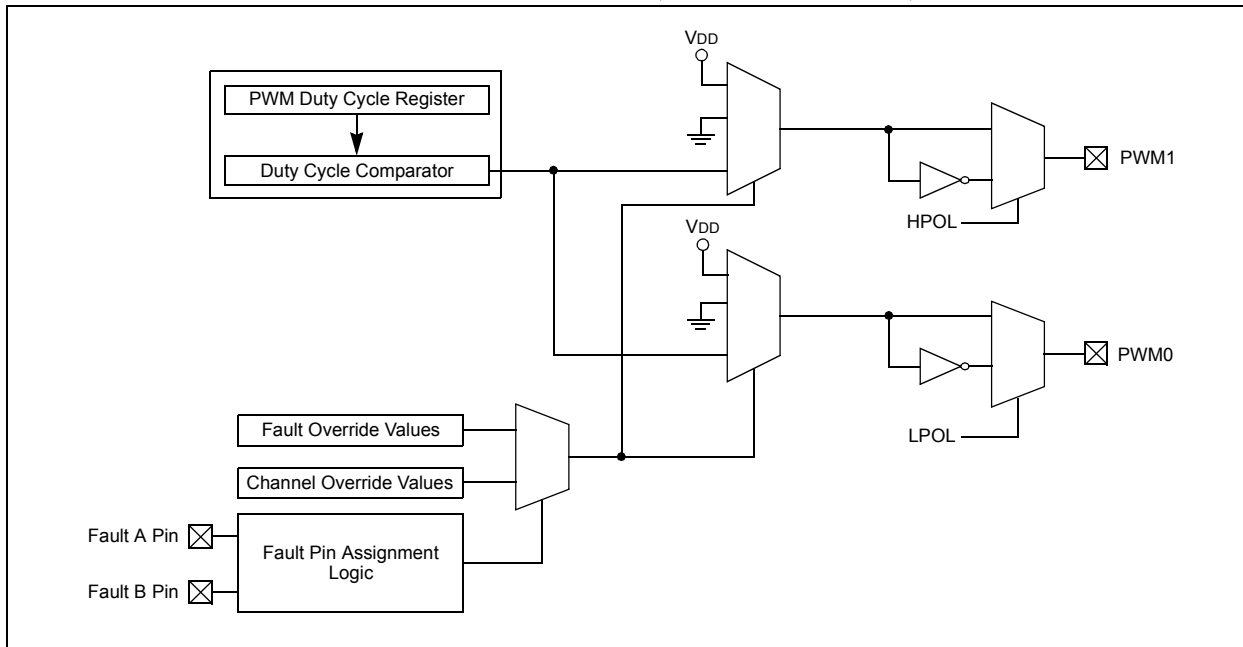 VDD
PWM Duty Cycle Register
Duty Cycle Comparator
PWM1
HPOL
VDD
PWM0
LPOL
Fault Override Values
Channel Override Values
Fault A Pin
Fault Pin Assignment
Logic
Fault B Pin